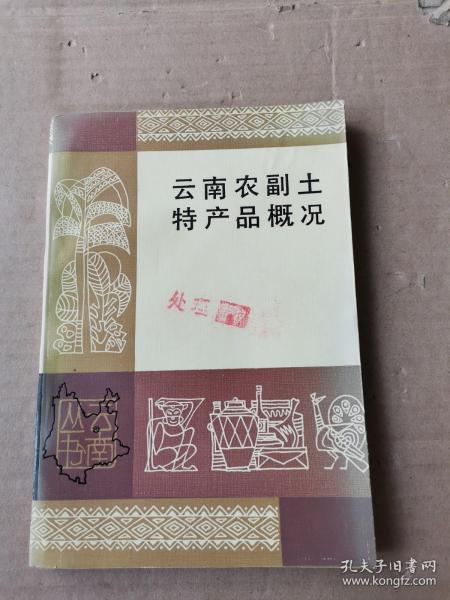 云南农副土
特产品概况
处理
云南
丛书
孔夫子旧书网
www.kongfz.com